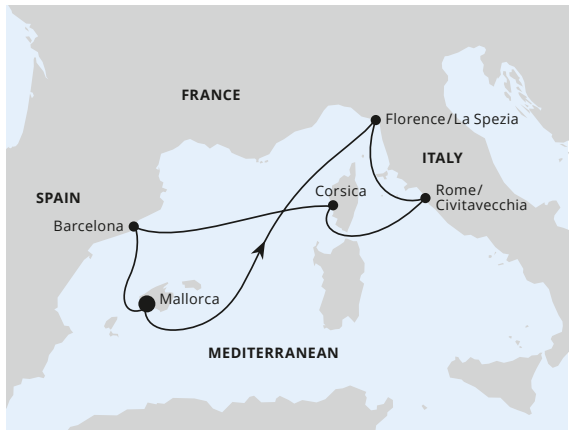 FRANCE
Florence/La Spezia
ITALY
SPAIN
Corsica
Rome/
Civitavecchia
Barcelona
Mallorca
MEDITERRANEAN